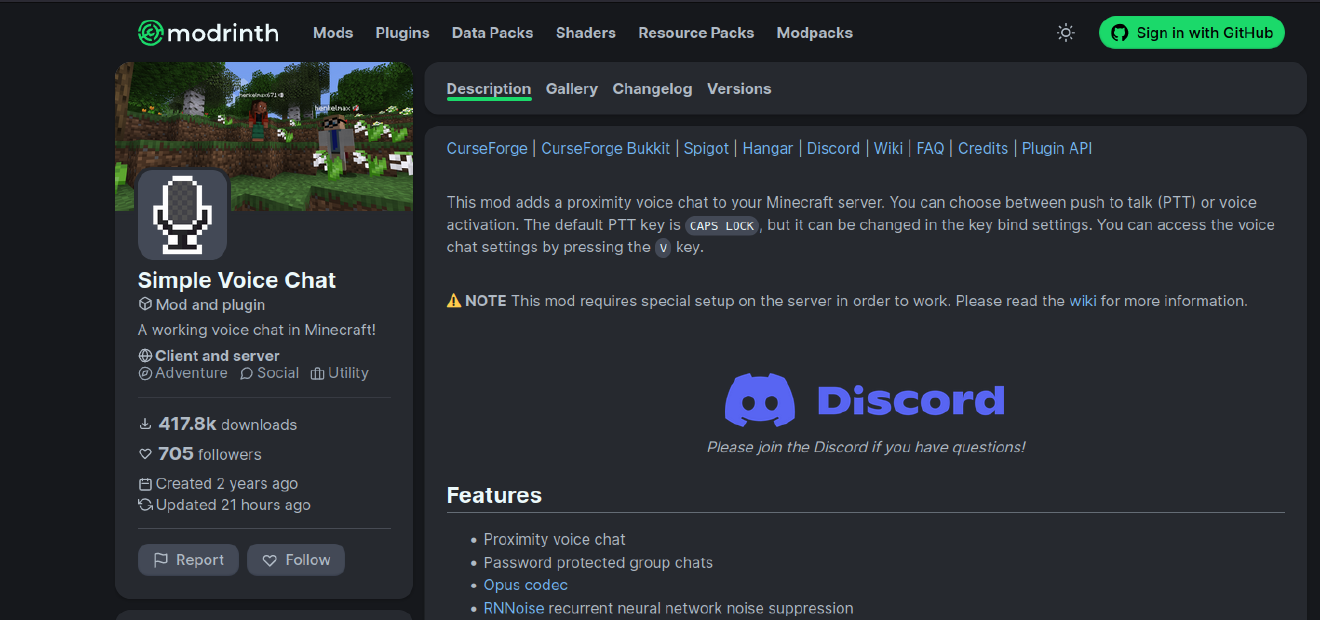 modrinth
Mods Plugins Data Packs Shaders Resource Packs Modpacks
Sign in with GitHub
henkelmax671
henkelmax
Simple Voice Chat
Mod and plugin
A working voice chat in Minecraft!
Client and server
Adventure Social Utility
417.8k downloads
705 followers
Created 2 years ago
Updated 21 hours ago
Report Follow
Description Gallery Changelog Versions
CurseForge | CurseForge Bukkit | Spigot | Hangar | Discord | Wiki | FAQ | Credits | Plugin API
This mod adds a proximity voice chat to your Minecraft server. You can choose between push to talk (PTT) or voice
activation. The default PTT key is CAPS LOCK, but it can be changed in the key bind settings. You can access the voice
chat settings by pressing the V key.
⚠️ NOTE This mod requires special setup on the server in order to work. Please read the wiki for more information.
Discord
Please join the Discord if you have questions!
Features
• Proximity voice chat
• Password protected group chats
• Opus codec
• RNNoise recurrent neural network noise suppression